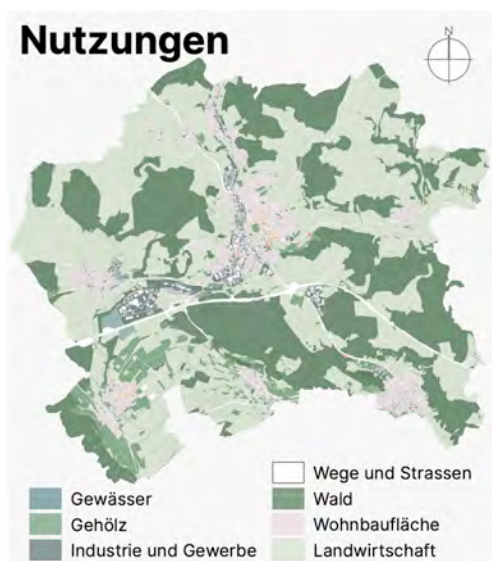 Nutzungen
N
Gewässer
Gehölz
Industrie und Gewerbe
Wege und Strassen
Wald
Wohnbaufläche
Landwirtschaft